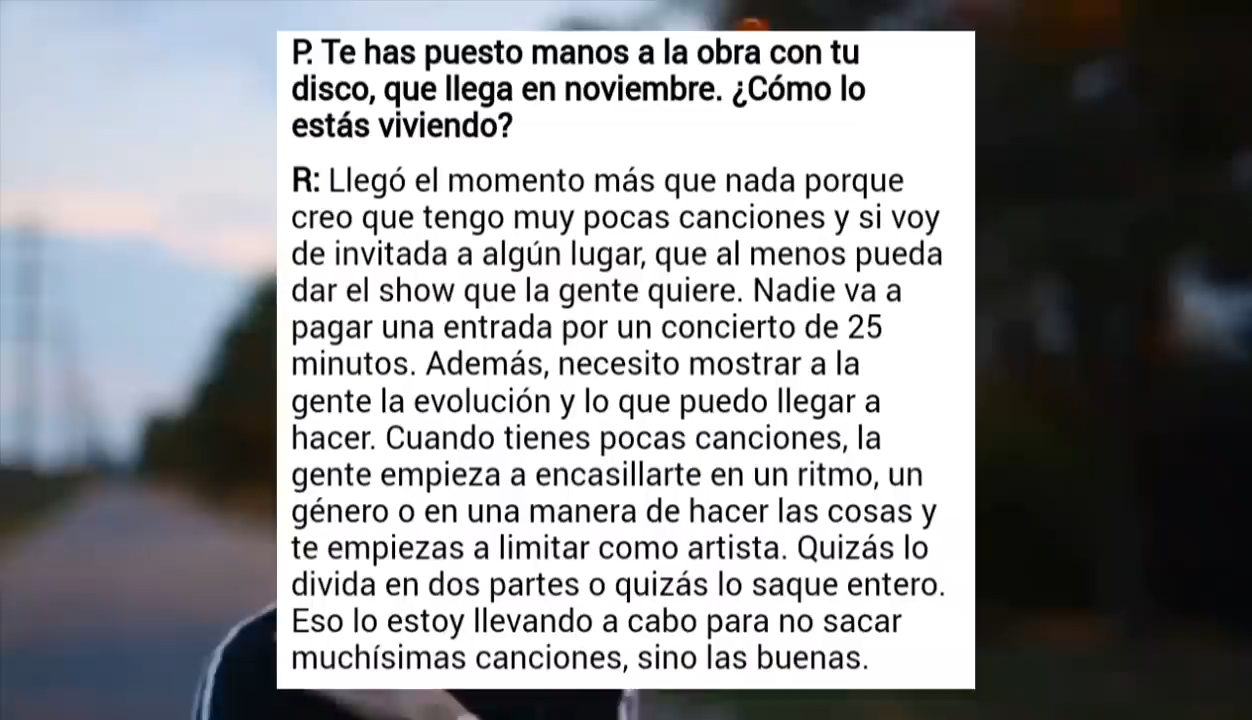 P. Te has puesto manos a la obra con tu
disco, que llega en noviembre. ¿Cómo lo
estás viviendo?
R: Llegó el momento más que nada porque
creo que tengo muy pocas canciones y si voy
de invitada a algún lugar, que al menos pueda
dar el show que la gente quiere. Nadie va a
pagar una entrada por un concierto de 25
minutos. Además, necesito mostrar a la
gente la evolución y lo que puedo llegar a
hacer. Cuando tienes pocas canciones, la
gente empieza a encasillarte en un ritmo, un
género o en una manera de hacer las cosas y
te empiezas a limitar como artista. Quizás lo
divida en dos partes o quizás lo saque entero.
Eso lo estoy llevando a cabo para no sacar
muchísimas canciones, sino las buenas.